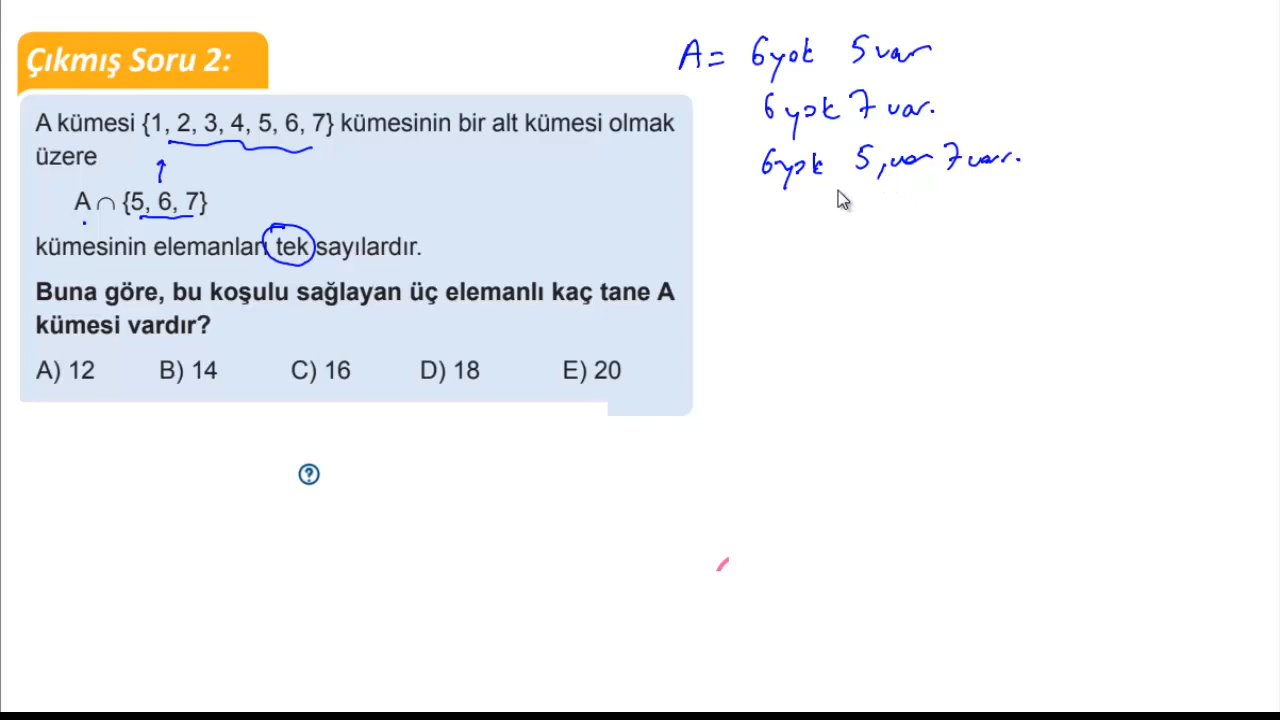 Çıkmış Soru 2:
A kümesi {1, 2, 3, 4, 5, 6, 7} kümesinin bir alt kümesi olmak
üzere
A ∩ {5, 6, 7}
kümesinin elemanları tek sayılardır.
Buna göre, bu koşulu sağlayan üç elemanlı kaç tane A
kümesi vardır?
A) 12 B) 14 C) 16 D) 18 E) 20
A= 6 yok 5 var
6 yok 7 var.
6 yok 5, var 7 var.